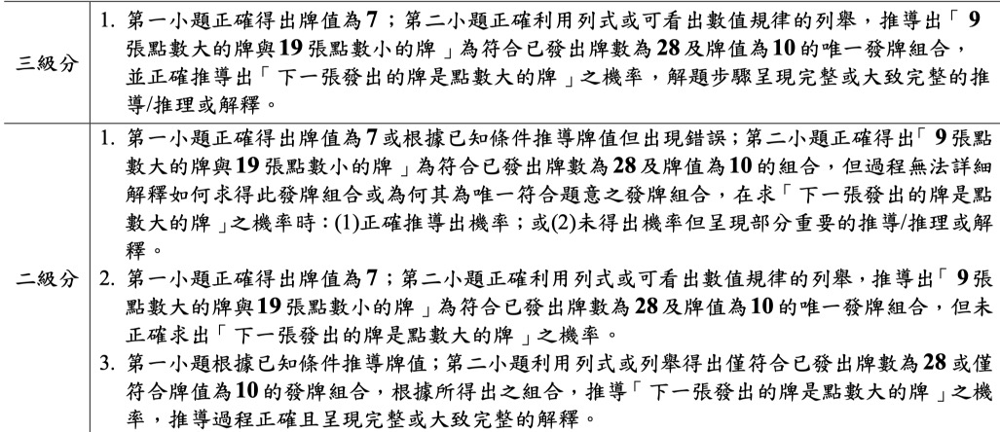 三級分
1. 第一小題正確得出牌值為 7；第二小題正確利用列式或可看出數值規律的列舉，推導出「 9
張點數大的牌與 19 張點數小的牌 」為符合已發出牌數為 28 及牌值為 10 的唯一發牌組合，
並正確推導出「 下一張發出的牌是點數大的牌 」之機率，解題步驟呈現完整或大致完整的推
導/推理或解釋。
二級分
1. 第一小題正確得出牌值為 7 或根據已知條件推導牌值但出現錯誤；第二小題正確得出「 9 張點
數大的牌與 19 張點數小的牌 」為符合已發出牌數為 28 及牌值為 10 的組合，但過程無法詳細
解釋如何求得此發牌組合或為何其為唯一符合題意之發牌組合，在求「 下一張發出的牌是點
數大的牌 」之機率時：(1)正確推導出機率；或(2)未得出機率但呈現部分重要的推導/推理或解
釋。
2. 第一小題正確得出牌值為 7；第二小題正確利用列式或可看出數值規律的列舉，推導出「 9 張
點數大的牌與 19 張點數小的牌 」為符合已發出牌數為 28 及牌值為 10 的唯一發牌組合，但未
正確求出「 下一張發出的牌是點數大的牌 」之機率。
3. 第一小題根據已知條件推導牌值；第二小題利用列式或列舉得出僅符合已發出牌數為 28 或僅
符合牌值為 10 的發牌組合，根據所得出之組合，推導「 下一張發出的牌是點數大的牌 」之機
率，推導過程正確且呈現完整或大致完整的解釋。